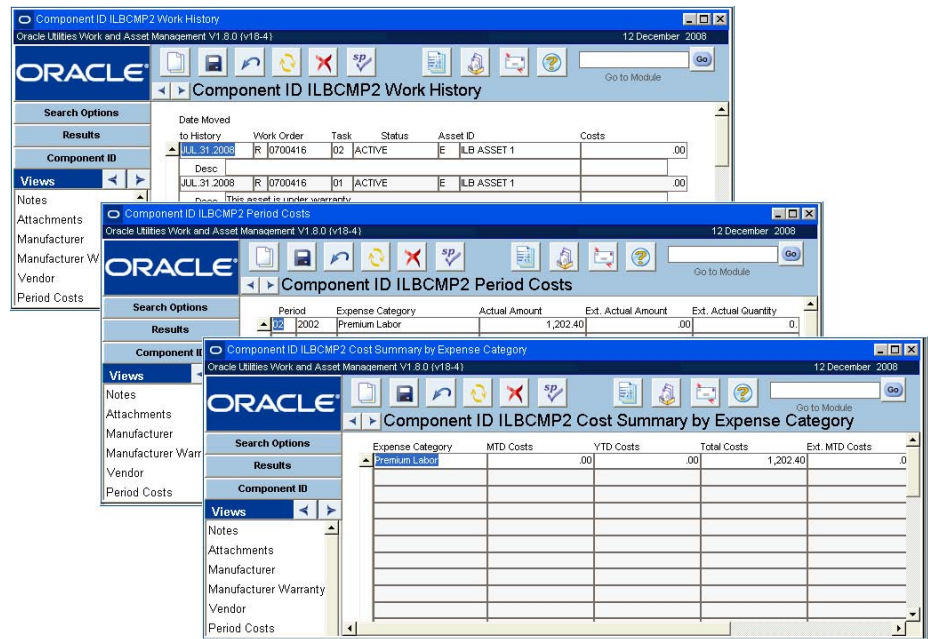 Component ID ILBCMP2 Work History
Oracle Utilities Work and Asset Management V1.8.0 (v18-4) 12 December 2008
ORACLE
sp
Go
Go to Module
Component ID ILBCMP2 Work History
Search Options
Results
Component ID
Views
Notes
Attachments
Manufacturer
Manufacturer W
Vendor
Period Costs
Date Moved
to History Work Order Task Status Asset ID Costs
JUL.31.2008 R 0700416 02 ACTIVE E ILB ASSET 1 .00
Desc
JUL.31.2008 R 0700416 01 ACTIVE E ILB ASSET 1 .00
Desc This asset is under warranty
Component ID ILBCMP2 Period Costs
Oracle Utilities Work and Asset Management V1.8.0 (v18-4) 12 December 2008
ORACLE
sp
Go
Go to Module
Component ID ILBCMP2 Period Costs
Search Options
Results
Component ID
Views
Notes
Attachments
Manufacturer
Manufacturer Warr
Vendor
Period Costs
Period Expense Category Actual Amount Ext. Actual Amount Ext. Actual Quantity
02 2002 Premium Labor 1,202.40 .00 0.
Component ID ILBCMP2 Cost Summary by Expense Category
Oracle Utilities Work and Asset Management V1.8.0 (v18-4) 12 December 2008
ORACLE
sp
Go
Go to Module
Component ID ILBCMP2 Cost Summary by Expense Category
Search Options
Results
Component ID
Views
Notes
Attachments
Manufacturer
Manufacturer Warranty
Vendor
Period Costs
Expense Category MTD Costs YTD Costs Total Costs Ext. MTD Costs
Premium Labor .00 .00 1,202.40 .0